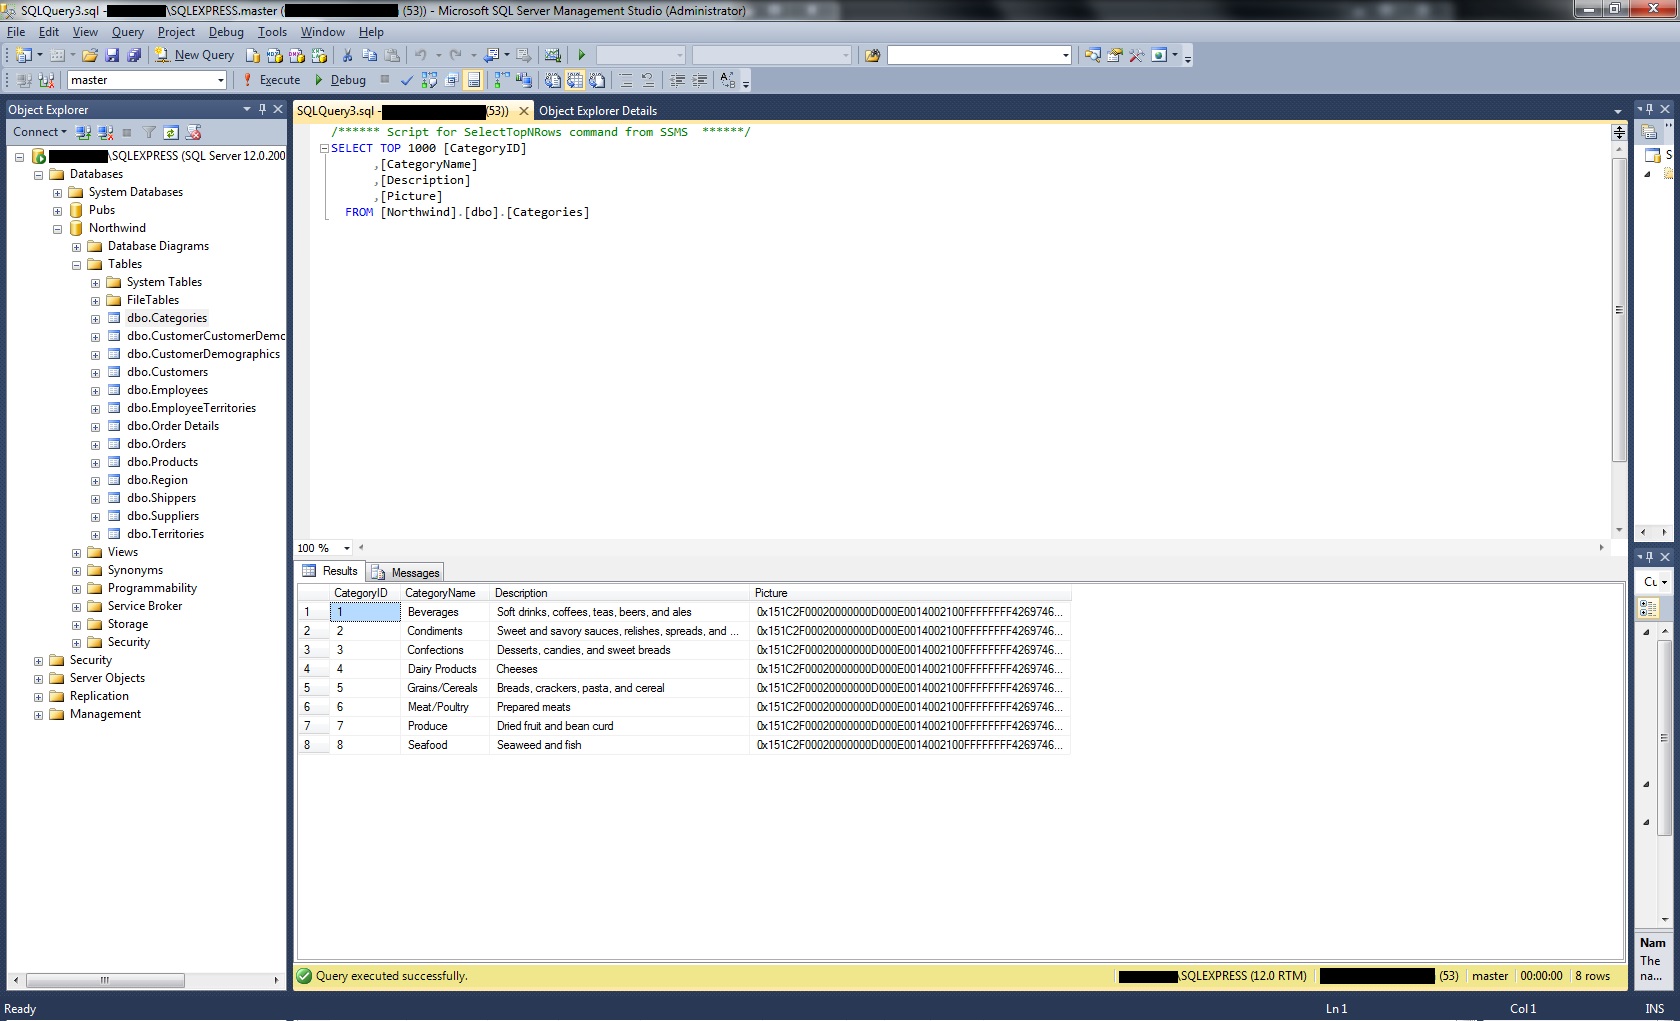 SQLQuery3.sql - \SQLEXPRESS.master ( (53)) - Microsoft SQL Server Management Studio (Administrator)
File Edit View Query Project Debug Tools Window Help
New Query
master Execute Debug
Object Explorer
Connect
\SQLEXPRESS (SQL Server 12.0.200
Databases
System Databases
Pubs
Northwind
Database Diagrams
Tables
System Tables
FileTables
dbo.Categories
dbo.CustomerCustomerDemo
dbo.CustomerDemographics
dbo.Customers
dbo.Employees
dbo.EmployeeTerritories
dbo.Order Details
dbo.Orders
dbo.Products
dbo.Region
dbo.Shippers
dbo.Suppliers
dbo.Territories
Views
Synonyms
Programmability
Service Broker
Storage
Security
Security
Server Objects
Replication
Management
SQLQuery3.sql - (53)) Object Explorer Details
/****** Script for SelectTopNRows command from SSMS ******/
SELECT TOP 1000 [CategoryID]
,[CategoryName]
,[Description]
,[Picture]
FROM [Northwind].[dbo].[Categories]
100 %
Results Messages
CategoryID CategoryName Description Picture
1 1 Beverages Soft drinks, coffees, teas, beers, and ales 0x151C2F00020000000D000E0014002100FFFFFFFF4269746...
2 2 Condiments Sweet and savory sauces, relishes, spreads, and ... 0x151C2F00020000000D000E0014002100FFFFFFFF4269746...
3 3 Confections Desserts, candies, and sweet breads 0x151C2F00020000000D000E0014002100FFFFFFFF4269746...
4 4 Dairy Products Cheeses 0x151C2F00020000000D000E0014002100FFFFFFFF4269746...
5 5 Grains/Cereals Breads, crackers, pasta, and cereal 0x151C2F00020000000D000E0014002100FFFFFFFF4269746...
6 6 Meat/Poultry Prepared meats 0x151C2F00020000000D000E0014002100FFFFFFFF4269746...
7 7 Produce Dried fruit and bean curd 0x151C2F00020000000D000E0014002100FFFFFFFF4269746...
8 8 Seafood Seaweed and fish 0x151C2F00020000000D000E0014002100FFFFFFFF4269746...
Query executed successfully. \SQLEXPRESS (12.0 RTM) (53) master 00:00:00 8 rows
S
Cu
Nam
The
na...
Ready Ln 1 Col 1 INS